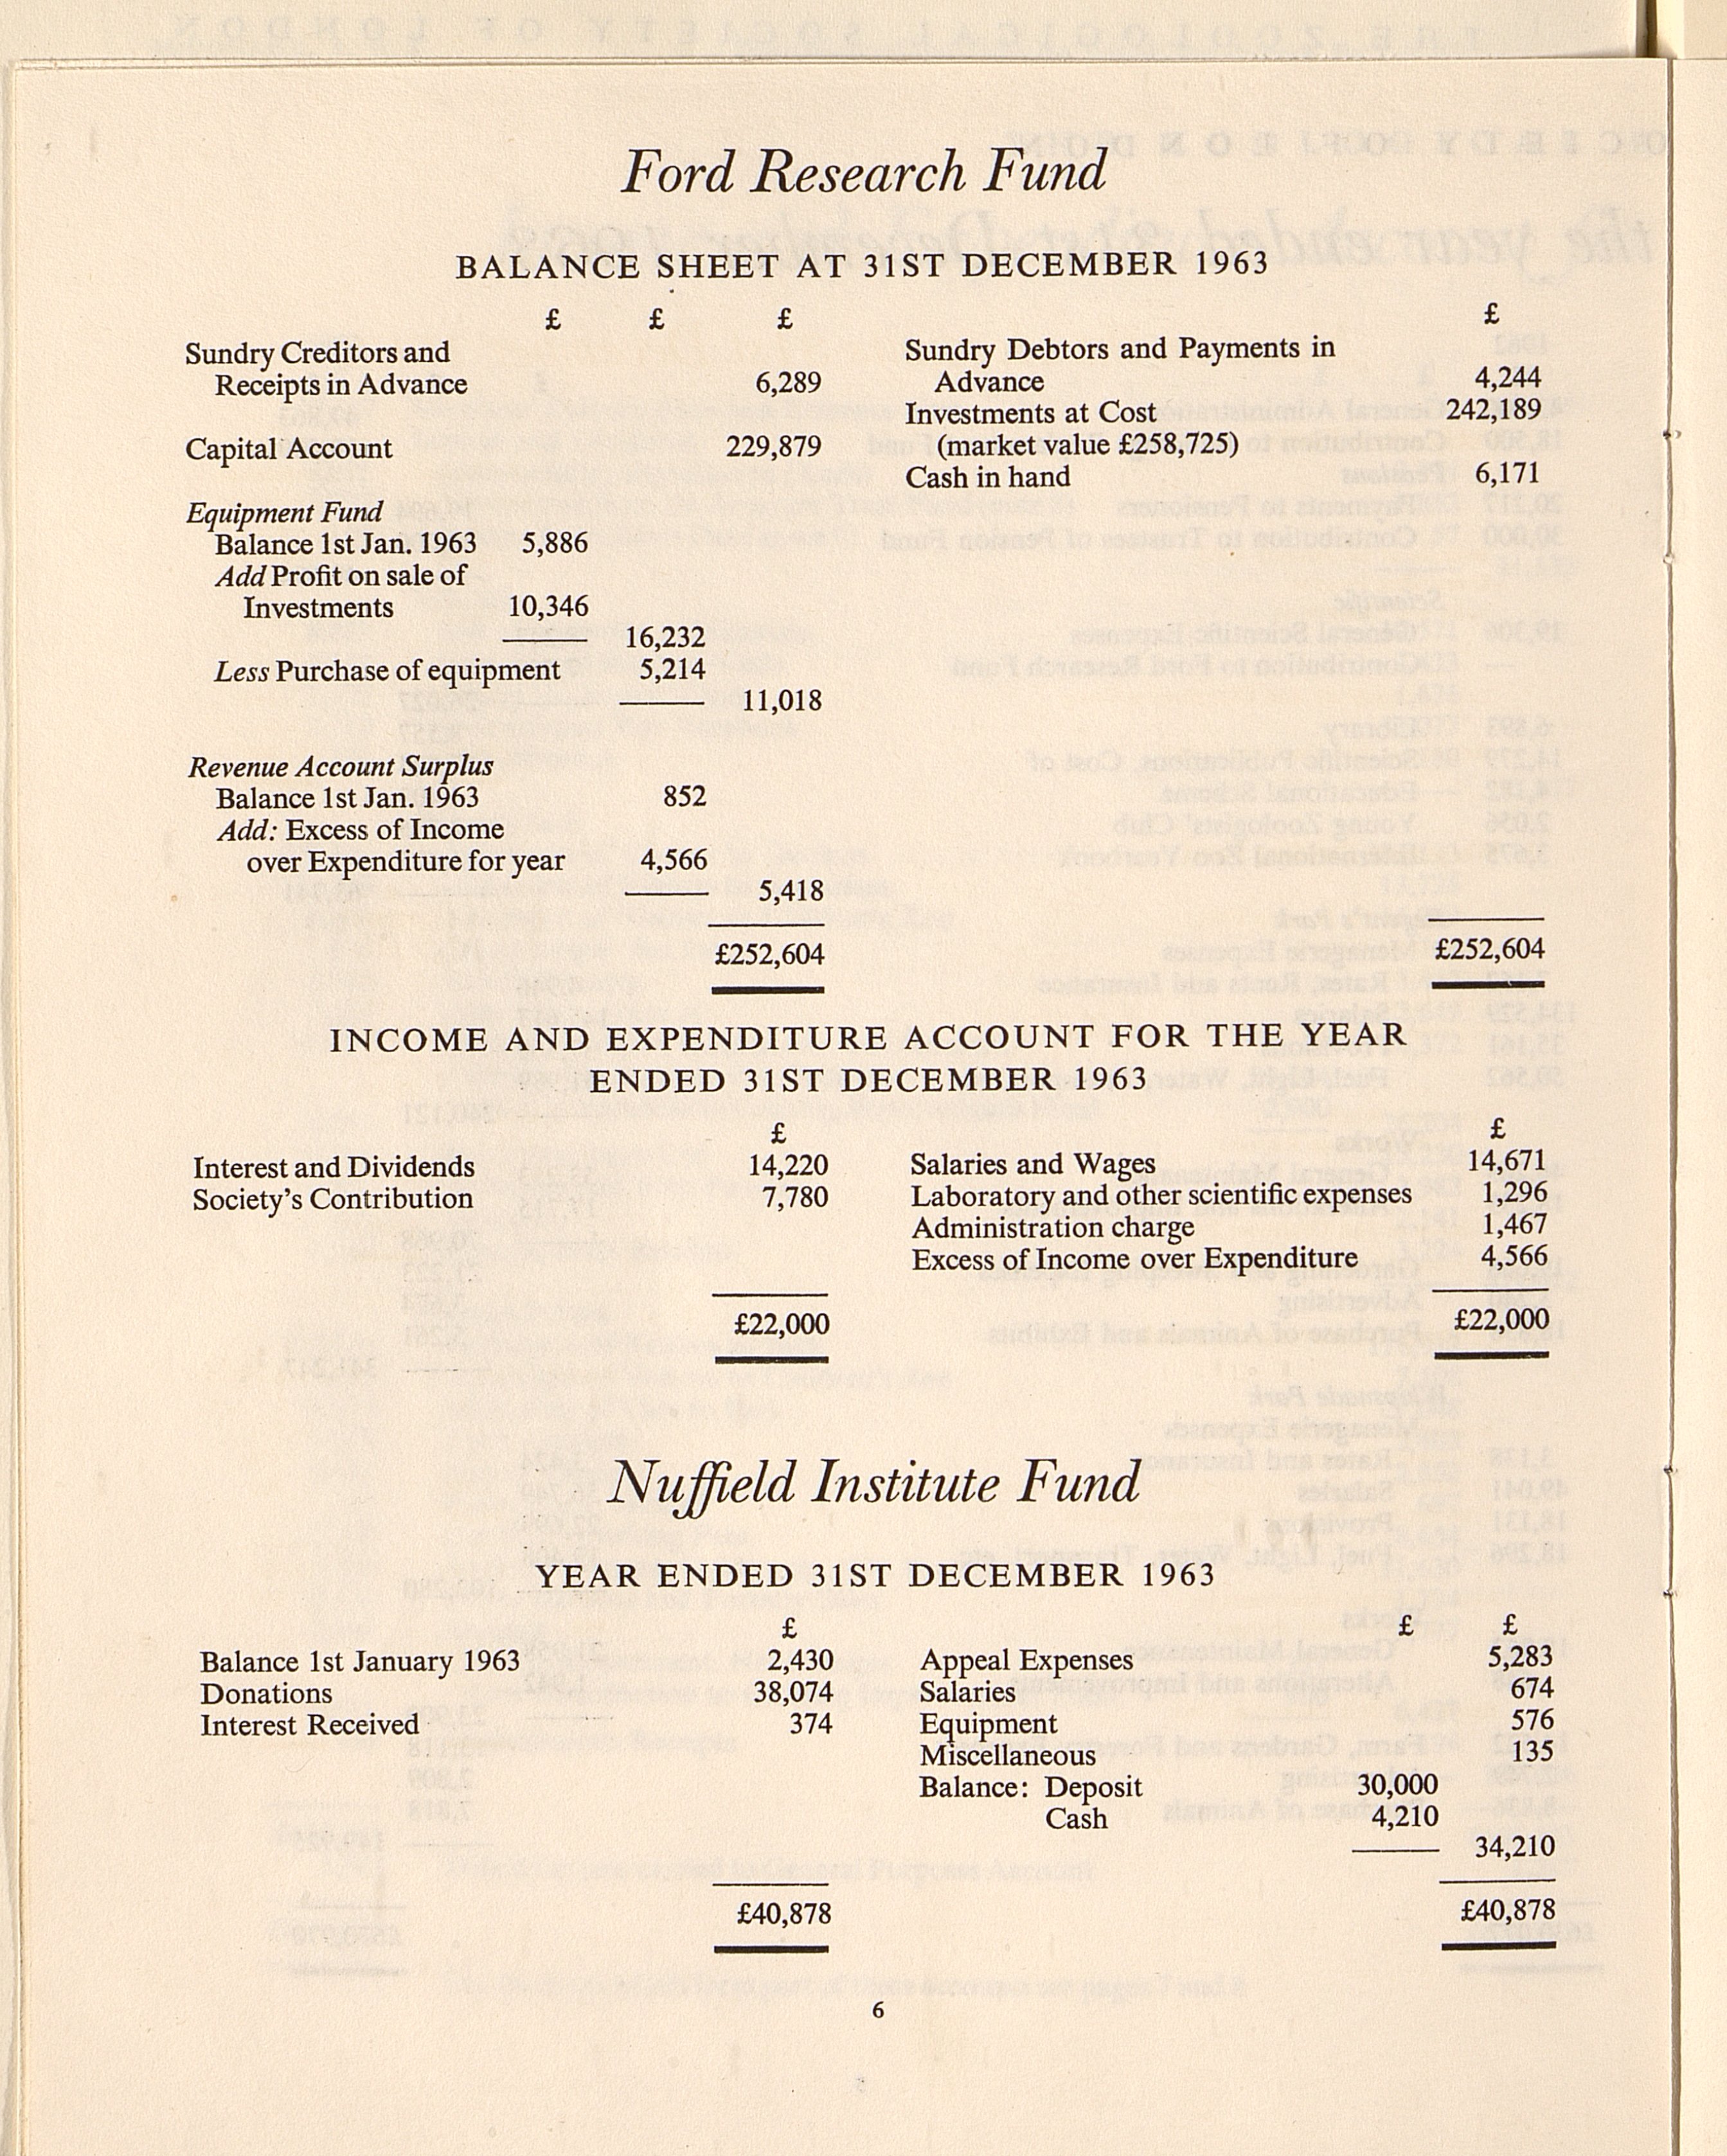 Ford Research Fund
BALANCE SHEET AT 31ST DECEMBER 1963
£ £ £
Sundry Creditors and
Receipts in Advance 6,289
Capital Account 229,879
Equipment Fund
Balance 1st Jan. 1963 5,886
Add Profit on sale of
Investments 10,346
16,232
Less Purchase of equipment 5,214
11,018
Revenue Account Surplus
Balance 1st Jan. 1963 852
Add: Excess of Income
over Expenditure for year 4,566
5,418
£252,604
£
Sundry Debtors and Payments in
Advance 4,244
Investments at Cost 242,189
(market value £258,725)
Cash in hand 6,171
£252,604
INCOME AND EXPENDITURE ACCOUNT FOR THE YEAR
ENDED 31ST DECEMBER 1963
£
Interest and Dividends 14,220
Society's Contribution 7,780
£22,000
£
Salaries and Wages 14,671
Laboratory and other scientific expenses 1,296
Administration charge 1,467
Excess of Income over Expenditure 4,566
£22,000
Nuffield Institute Fund
YEAR ENDED 31ST DECEMBER 1963
£
Balance 1st January 1963 2,430
Donations 38,074
Interest Received 374
£40,878
£ £
Appeal Expenses 5,283
Salaries 674
Equipment 576
Miscellaneous 135
Balance: Deposit 30,000
Cash 4,210
34,210
£40,878
6